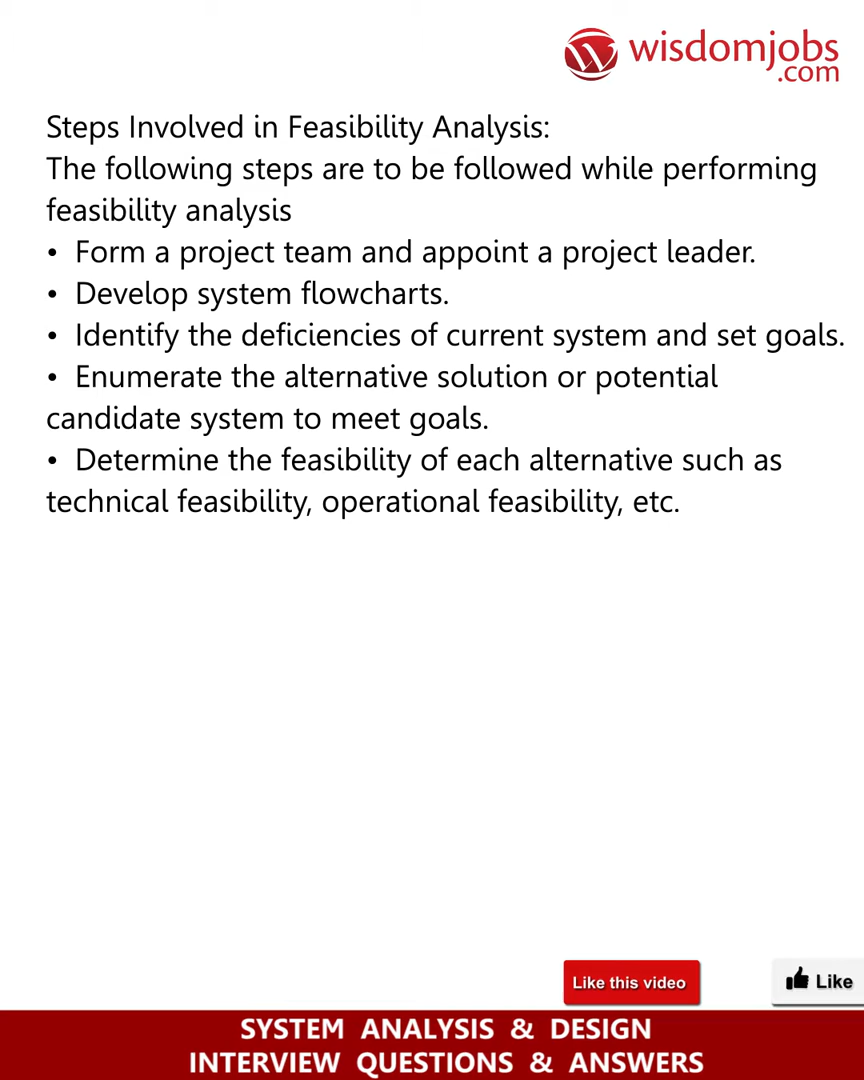 wisdomjobs
.com
Steps Involved in Feasibility Analysis:
The following steps are to be followed while performing
feasibility analysis
• Form a project team and appoint a project leader.
• Develop system flowcharts.
• Identify the deficiencies of current system and set goals.
• Enumerate the alternative solution or potential
candidate system to meet goals.
• Determine the feasibility of each alternative such as
technical feasibility, operational feasibility, etc.
Like this video
Like
SYSTEM ANALYSIS & DESIGN
INTERVIEW QUESTIONS & ANSWERS